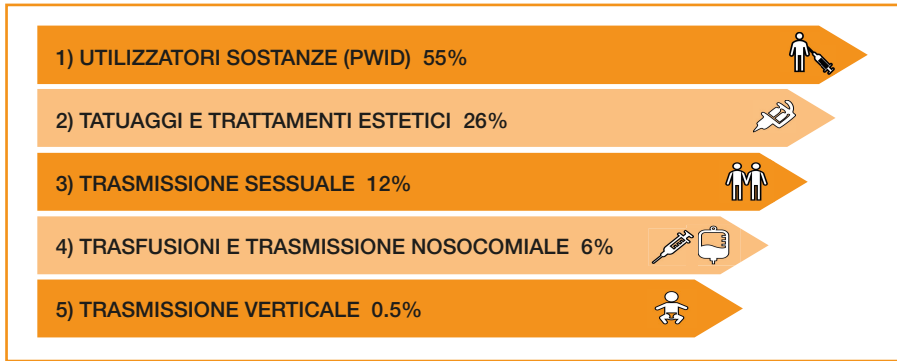 1) UTILIZZATORI SOSTANZE (PWID) 55%
2) TATUAGGI E TRATTAMENTI ESTETICI 26%
3) TRASMISSIONE SESSUALE 12%
4) TRASFUSIONI E TRASMISSIONE NOSOCOMIALE 6%
5) TRASMISSIONE VERTICALE 0.5%